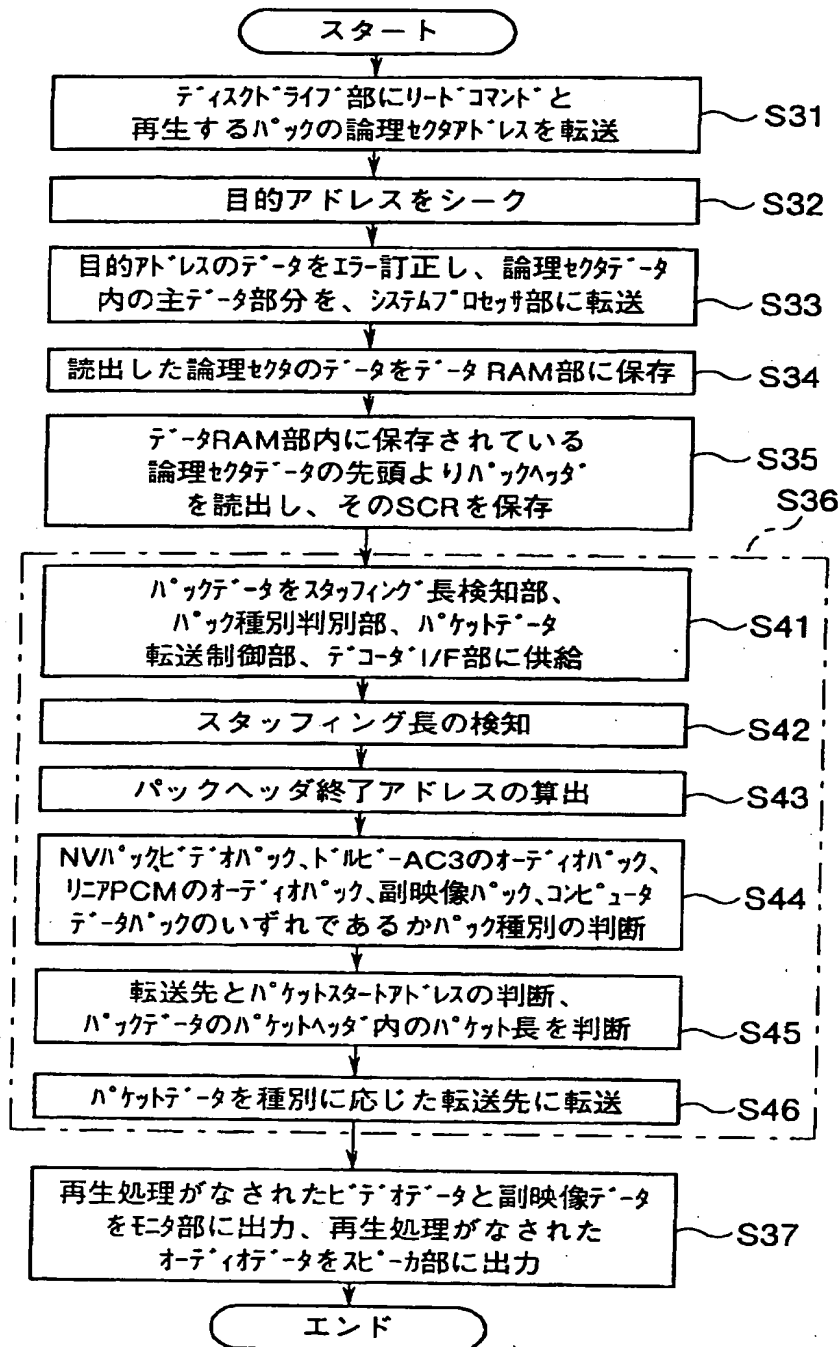 スタート
ディスクドライブ部にリードコマンドと
再生するパックの論理セクタアドレスを転送
S31
目的アドレスをシーク
S32
目的アドレスのデータをエラー訂正し、論理セクタデータ
内の主データ部分を、システムプロセッサ部に転送
S33
読出した論理セクタのデータをデータRAM部に保存
S34
データRAM部内に保存されている
論理セクタデータの先頭よりパックヘッダ
を読出し、そのSCRを保存
S35
S36
パックデータをスタッフィング長検知部、
パック種別判別部、パケットデータ
転送制御部、デコーダI/F部に供給
S41
スタッフィング長の検知
S42
パックヘッダ終了アドレスの算出
S43
NVパック、ビデオパック、ドルビーAC3のオーディオパック、
リニアPCMのオーディオパック、副映像パック、コンピュータ
データパックのいずれであるかパック種別の判断
S44
転送先とパケットスタートアドレスの判断、
パックデータのパケットヘッダ内のパケット長を判断
S45
パケットデータを種別に応じた転送先に転送
S46
再生処理がなされたビデオデータと副映像データ
をモニタ部に出力、再生処理がなされた
オーディオデータをスピーカ部に出力
S37
エンド